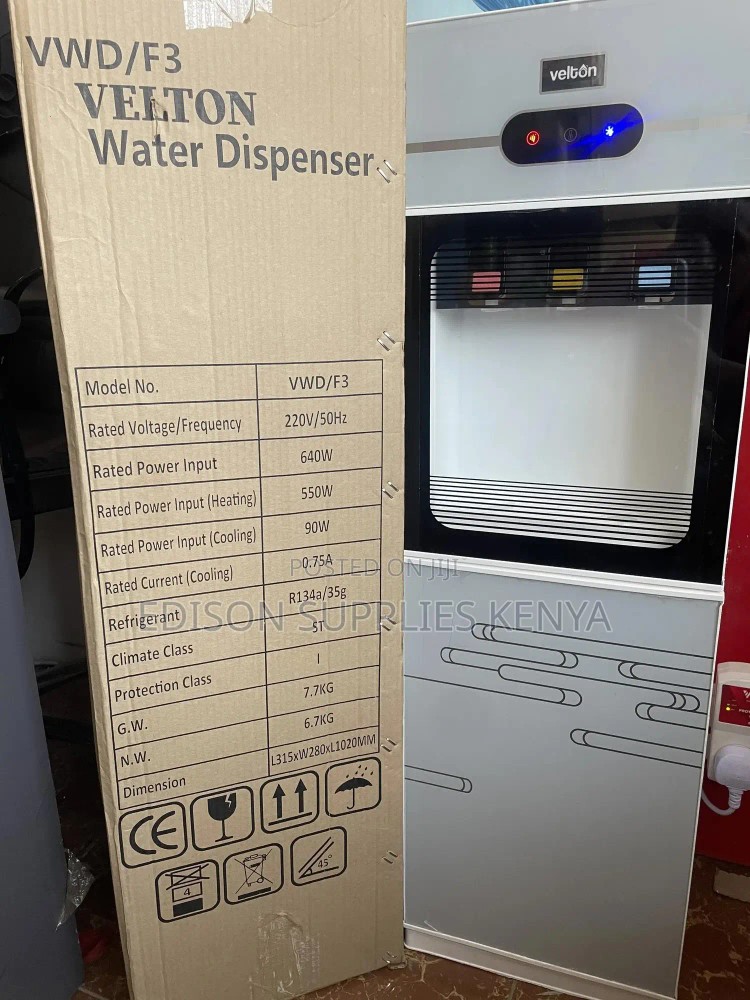 VWD/F3
VELTON
Water Dispenser
velton
Model No. VWD/F3
Rated Voltage/Frequency 220V/50Hz
Rated Power Input 640W
Rated Power Input (Heating) 550W
Rated Power Input (Cooling) 90W
Rated Current (Cooling) 0.75A
Refrigerant R134a/35g
Climate Class ST
Protection Class I
G.W. 7.7KG
N.W. 6.7KG
Dimension L315xW280xL1020MM
POSTED ON JIJI
EDISON SUPPLIES KENYA
CE
4
45°